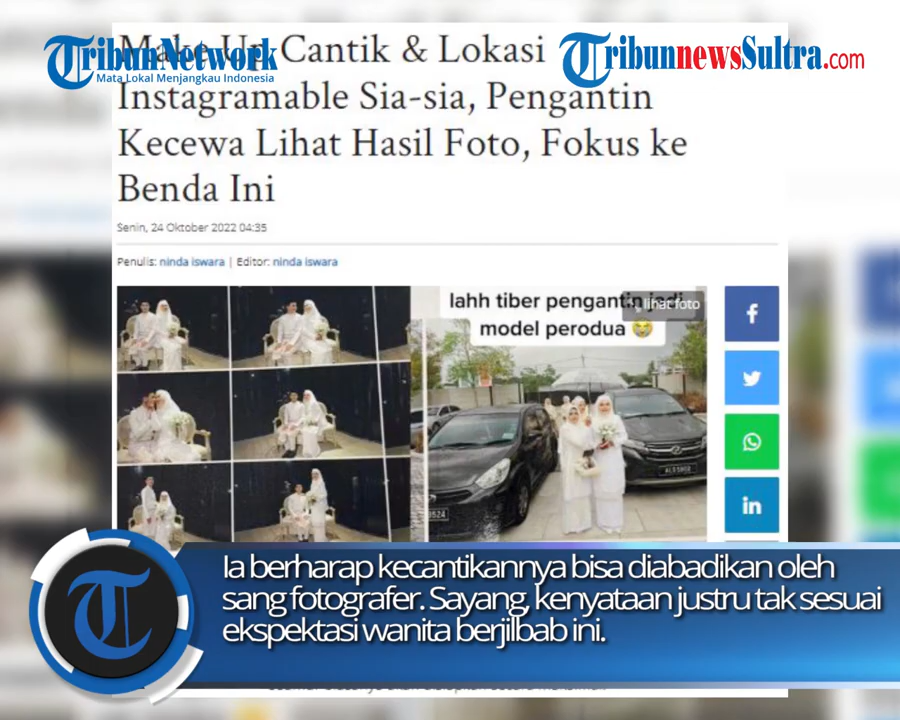 TribunNetwork
Mata Lokal Menjangkau Indonesia
TribunnewsSultra.com
Make Up Cantik & Lokasi
Instagramable Sia-sia, Pengantin
Kecewa Lihat Hasil Foto, Fokus ke
Benda Ini
Senin, 24 Oktober 2022 04:35
Penulis: ninda iswara | Editor: ninda iswara
lahh tiber pengantin jadi
lihat foto
model perodua 😭
Ia berharap kecantikannya bisa diabadikan oleh
sang fotografer. Sayang, kenyataan justru tak sesuai
ekspektasi wanita berjilbab ini.